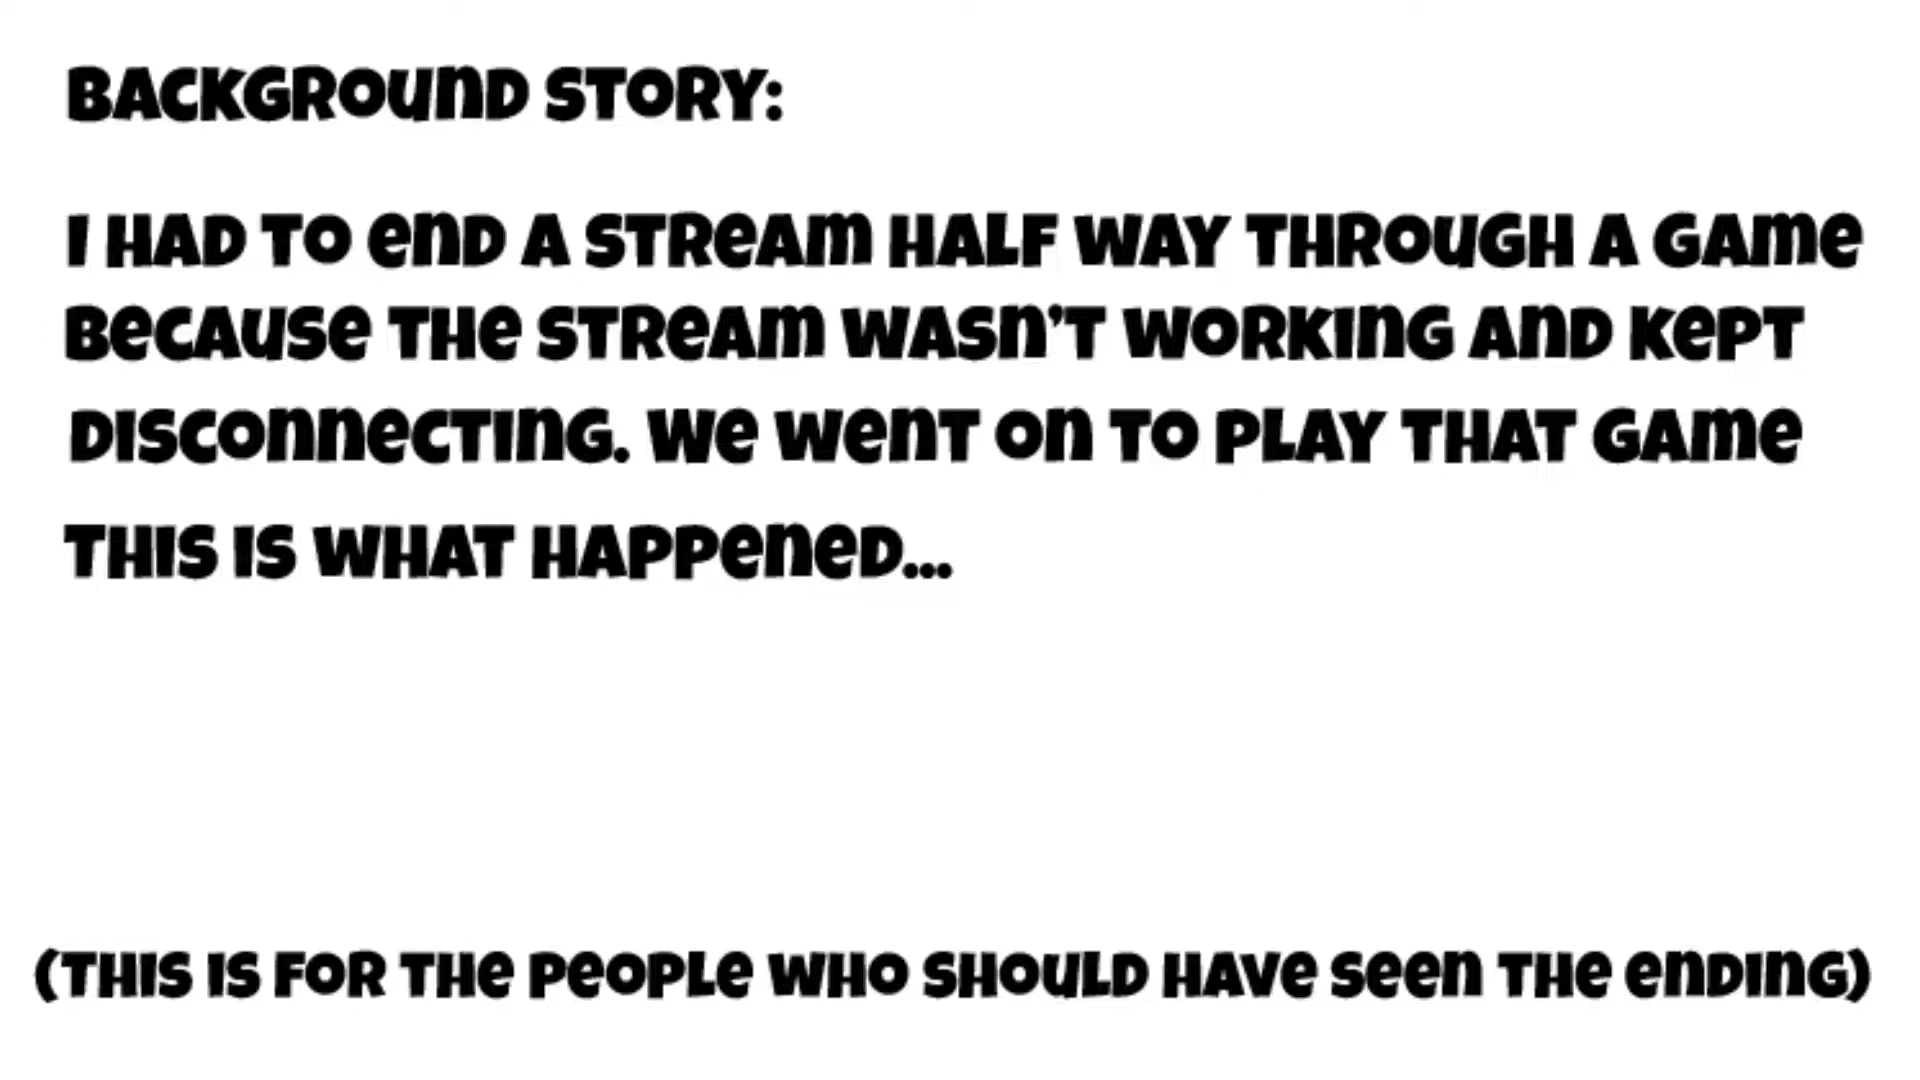 BACKGROUND STORY:
I HAD TO END A STREAM HALF WAY THROUGH A GAME
BECAUSE THE STREAM WASN'T WORKING AND KEPT
DISCONNECTING. WE WENT ON TO PLAY THAT GAME
THIS IS WHAT HAPPENED...
(THIS IS FOR THE PEOPLE WHO SHOULD HAVE SEEN THE ENDING)